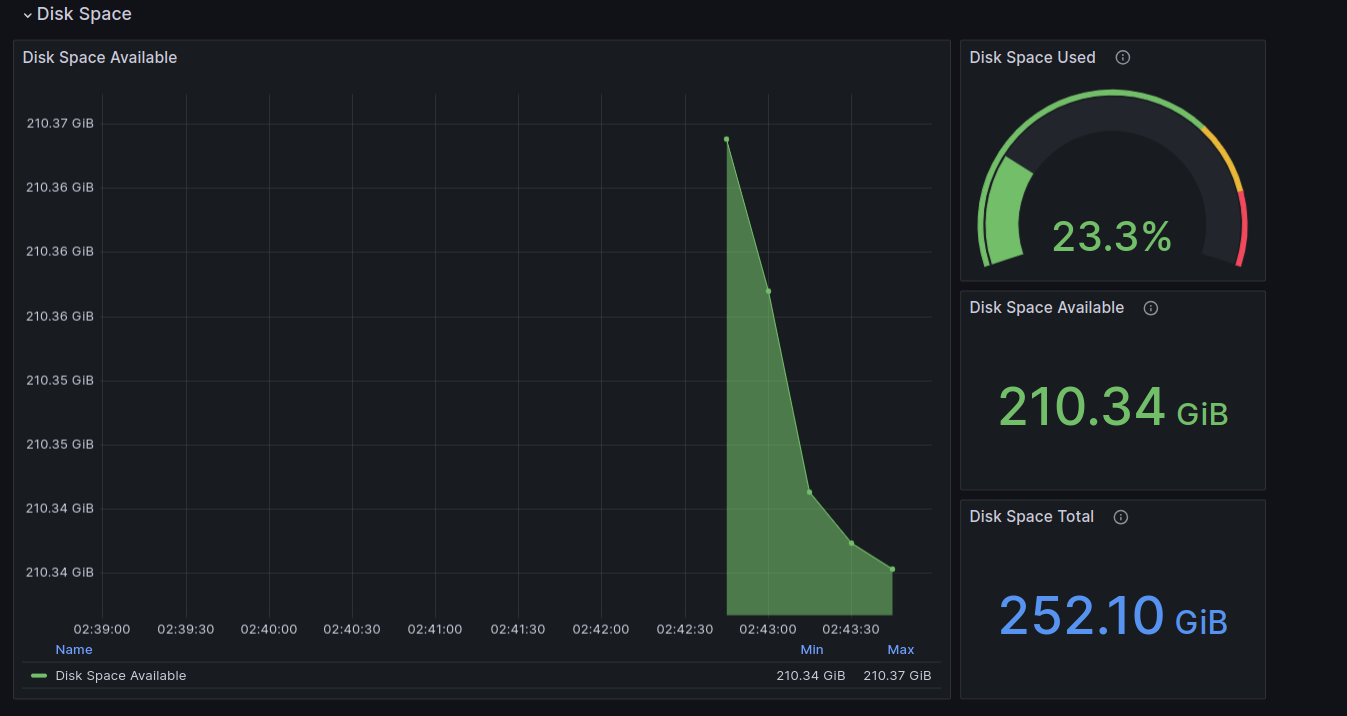 Disk Space
Disk Space Available
210.37 GiB
210.36 GiB
210.36 GiB
210.36 GiB
210.35 GiB
210.35 GiB
210.34 GiB
210.34 GiB
02:39:00 02:39:30 02:40:00 02:40:30 02:41:00 02:41:30 02:42:00 02:42:30 02:43:00 02:43:30
Name Min Max
Disk Space Available 210.34 GiB 210.37 GiB
Disk Space Used
23.3%
Disk Space Available
210.34 GiB
Disk Space Total
252.10 GiB